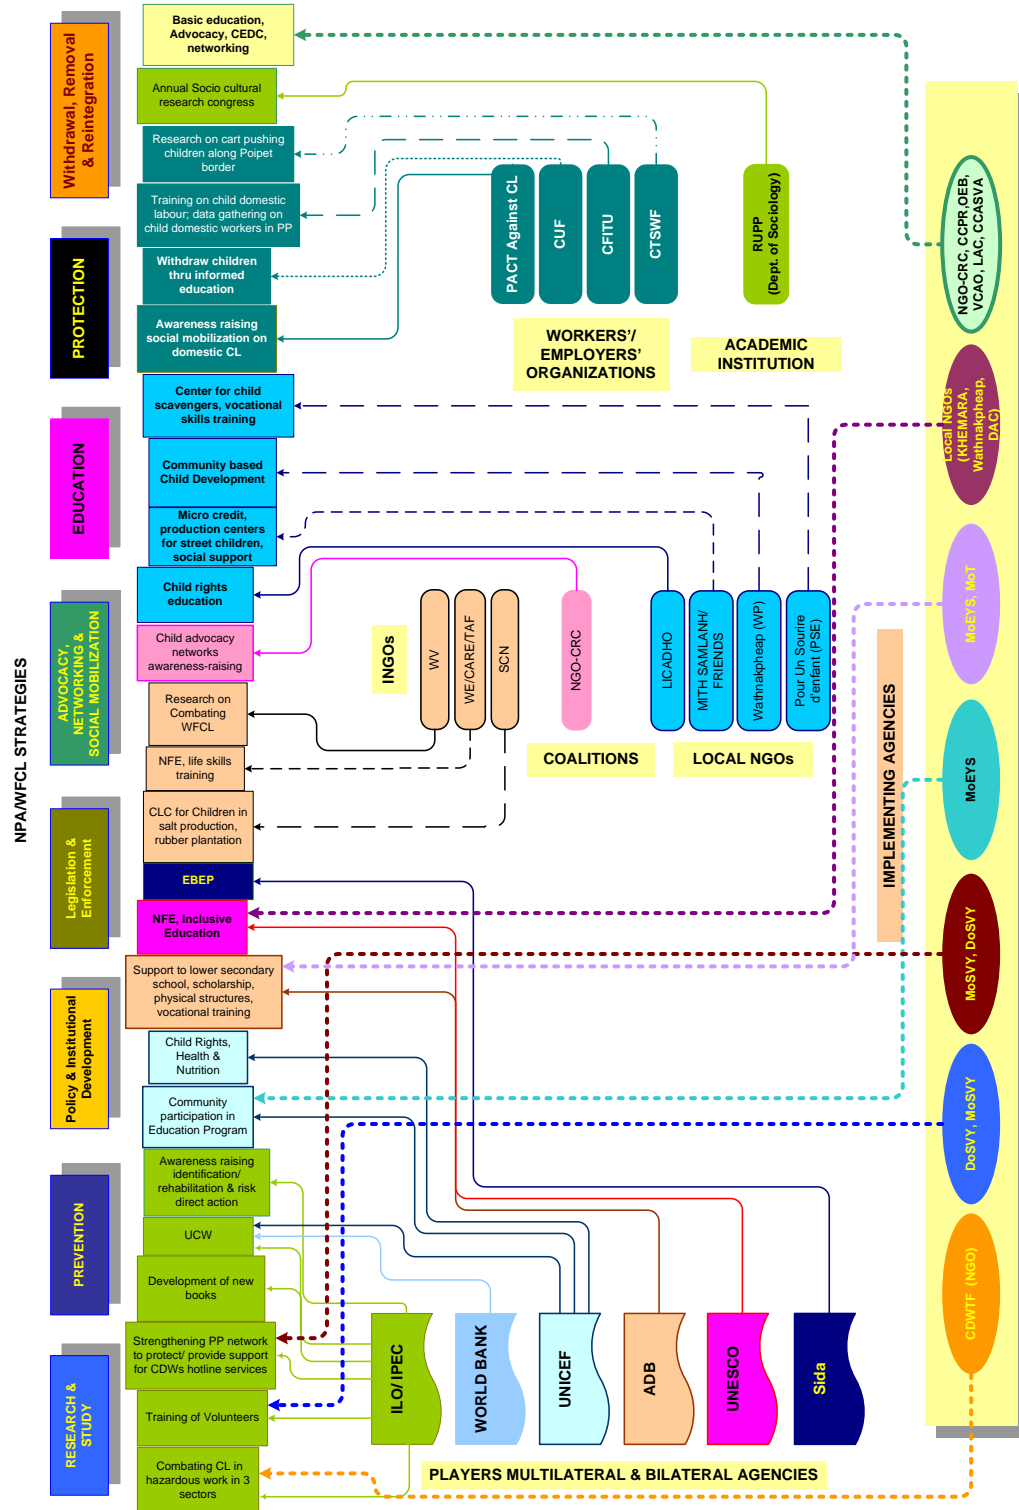 NPA/WFCL STRATEGIES
Withdrawal, Removal
& Reintegration
PROTECTION
EDUCATION
ADVOCACY,
NETWORKING &
SOCIAL MOBILIZATION
Legislation &
Enforcement
Policy & Institutional
Development
PREVENTION
RESEARCH &
STUDY
Basic education,
Advocacy, CEDC,
networking
Annual Socio cultural
research congress
Research on cart pushing
children along Poipet
border
Training on child domestic
labour; data gathering on
child domestic workers in PP
Withdraw children
thru informed
education
Awareness raising
social mobilization on
domestic CL
Center for child
scavengers, vocational
skills training
Community based
Child Development
Micro credit,
production centers
for street children,
social support
Child rights
education
Child advocacy
networks
awareness-raising
Research on
Combating
WFCL
NFE, life skills
training
CLC for Children in
salt production,
rubber plantation
EBEP
NFE, Inclusive
Education
Support to lower secondary
school, scholarship,
physical structures,
vocational training
Child Rights,
Health &
Nutrition
Community
participation in
Education Program
Awareness raising
identification/
rehabilitation & risk
direct action
UCW
Development of new
books
Strengthening PP network
to protect/ provide support
for CDWs hotline services
Training of Volunteers
Combating CL in
hazardous work in 3
sectors
PACT Against CL
CUF
CFITU
CTSWF
WORKERS'/
EMPLOYERS'
ORGANIZATIONS
RUPP
(Dept. of Sociology)
ACADEMIC
INSTITUTION
INGOs
WV
WE/CARE/TAF
SCN
NGO-CRC
COALITIONS
LICADHO
MITH SAMLANH/
FRIENDS
Wathnakpheap (WP)
Pour Un Sourire
d'enfant (PSE)
LOCAL NGOs
IMPLEMENTING AGENCIES
NGO-CRC, CCPR,OEB,
VCAO, LAC, CCASVA
Local NGOs
(KHEMARA,
Wathnakpheap,
DAC)
MoEYS, MoT
MoEYS
MoSVY, DoSVY
DoSVY, MoSVY
CDWTF (NGO)
ILO/ IPEC
WORLD BANK
UNICEF
ADB
UNESCO
Sida
PLAYERS MULTILATERAL & BILATERAL AGENCIES